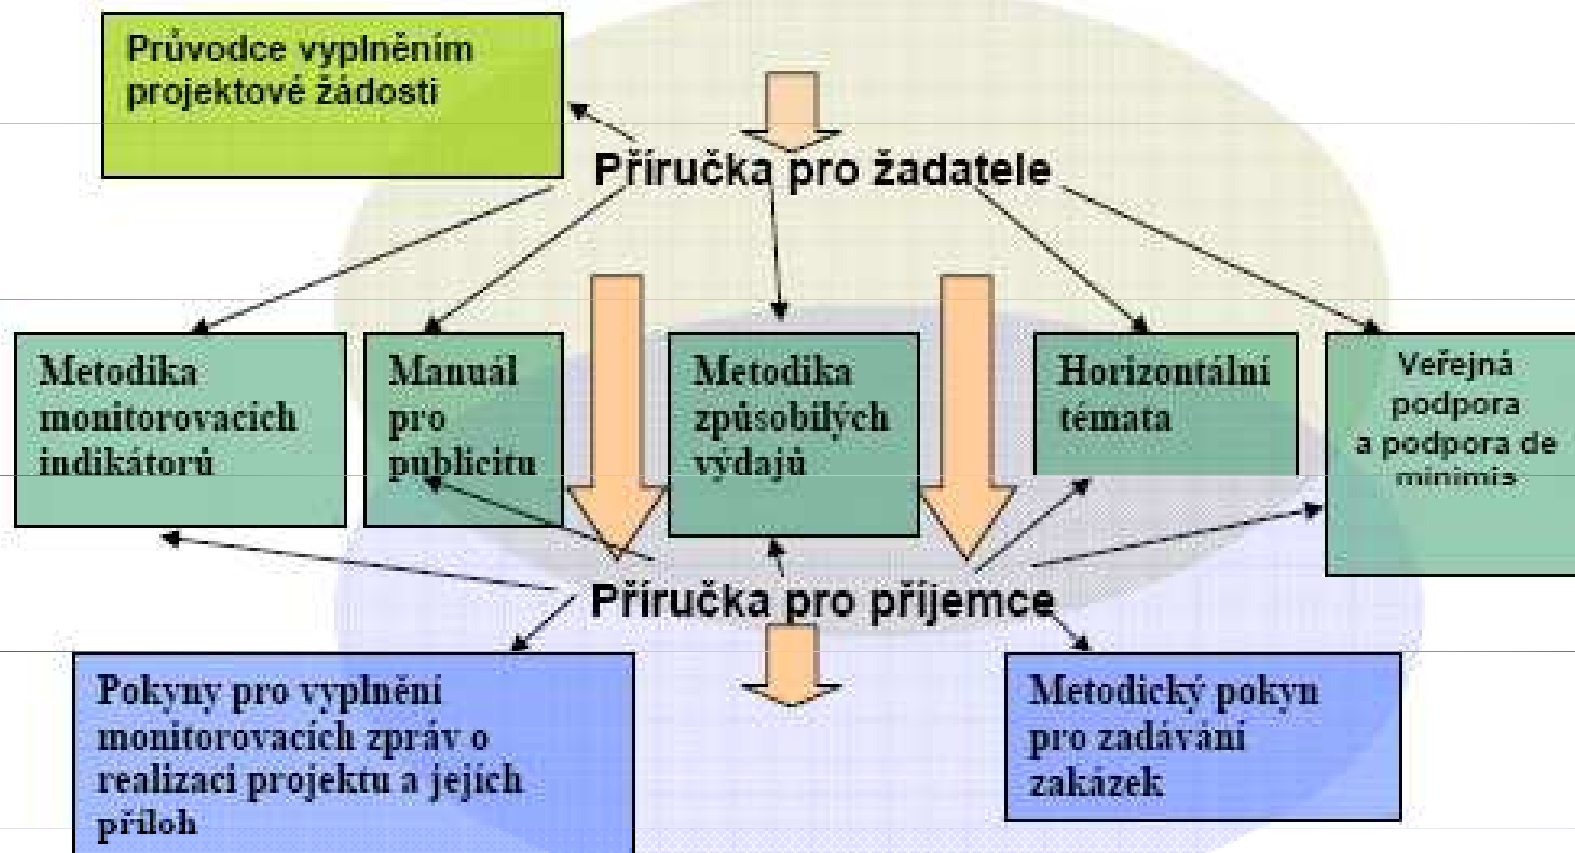 Průvodce vyplněním
projektové žádosti
Příručka pro žadatele
Metodika
monitorovacích
indikátorů
Manuál
pro
publicitu
Metodika
způsobilých
výdajů
Horizontální
témata
Veřejná
podpora
a podpora de
minimis
Příručka pro příjemce
Pokyny pro vyplnění
monitorovacích zpráv o
realizaci projektu a jejích
příloh
Metodický pokyn
pro zadávání
zakázek